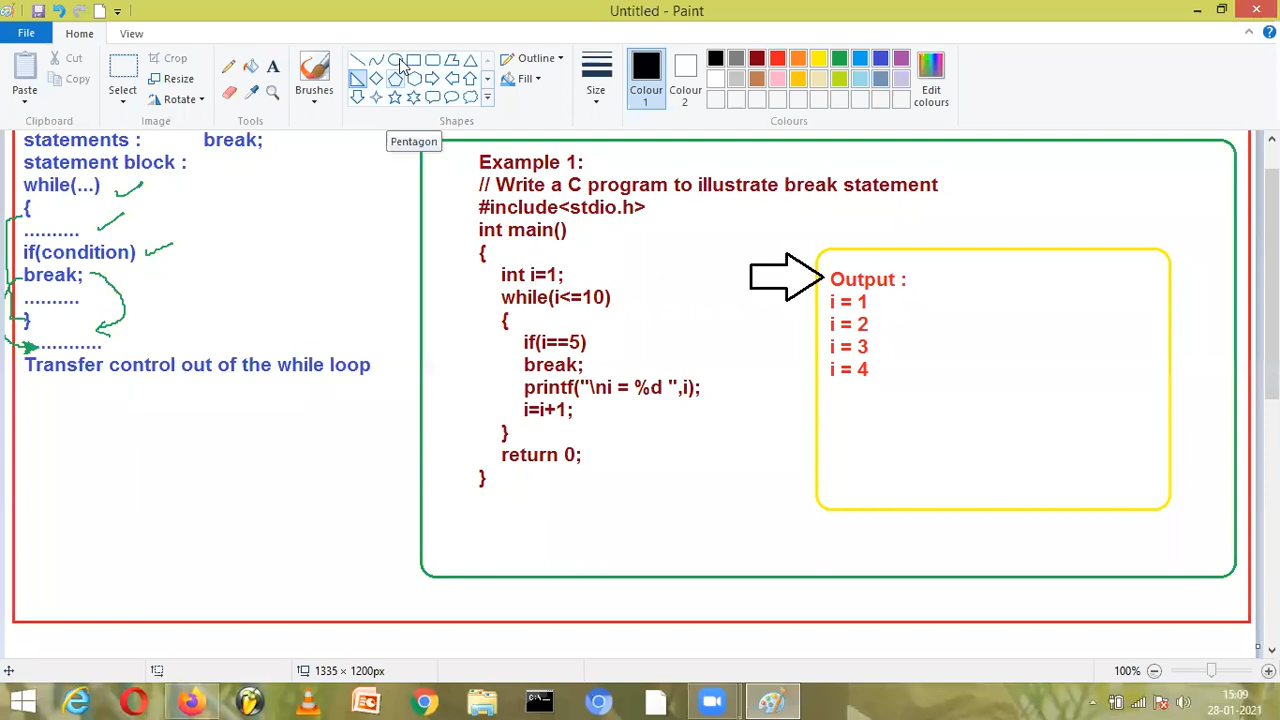 Untitled - Paint
File
Home
View
Paste
Cut
Copy
Clipboard
Select
Crop
Resize
Rotate
Image
A
Tools
Brushes
Shapes
Outline
Fill
Size
Colour 1
Colour 2
Edit colours
Colours
Pentagon
statements : break;
statement block :
while(...)
{
..........
if(condition)
break;
..........
}
............
Transfer control out of the while loop
Example 1:
// Write a C program to illustrate break statement
#include<stdio.h>
int main()
{
int i=1;
while(i<=10)
{
if(i==5)
break;
printf("\ni = %d ",i);
i=i+1;
}
return 0;
}
Output :
i = 1
i = 2
i = 3
i = 4
1335 × 1200px
100%
15:09
28-01-2021